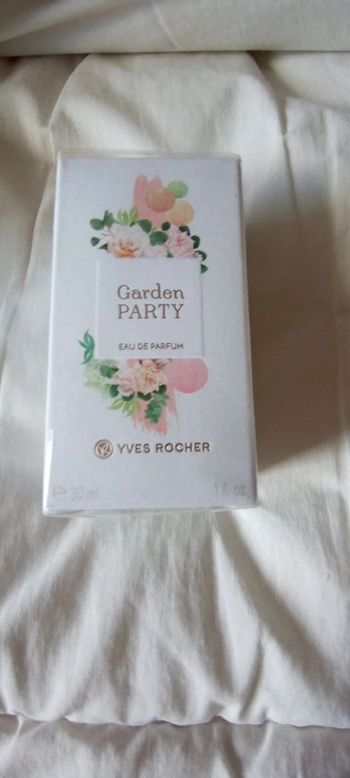 Garden
PARTY
EAU DE PARFUM
YVES ROCHER
℮ 30 ml 1 fl. oz.